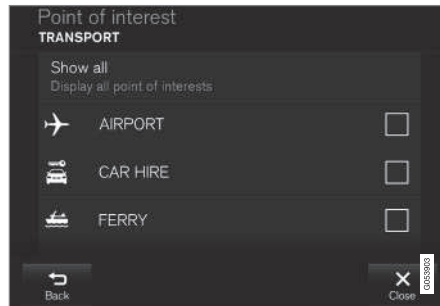 Point of interest
TRANSPORT
Show all
Display all point of interests
AIRPORT
CAR HIRE
FERRY
Back
Close
G053903